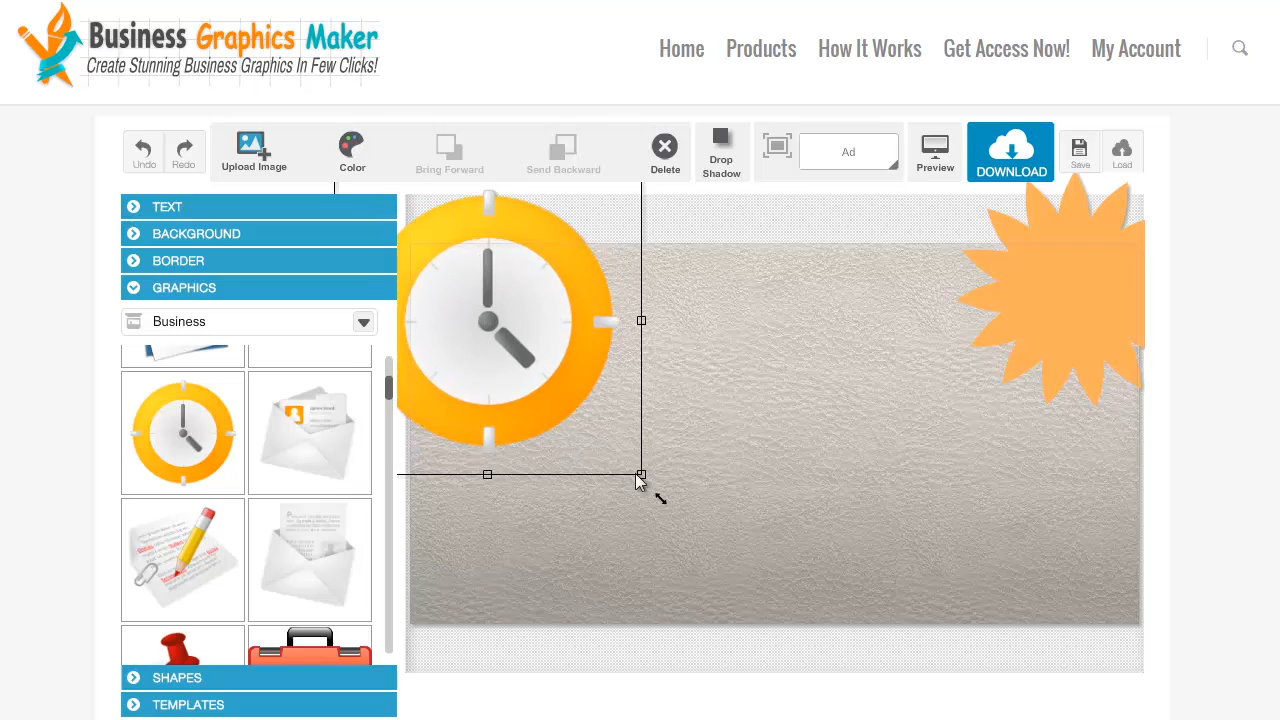 Business Graphics Maker
Create Stunning Business Graphics In Few Clicks!
Home Products How It Works Get Access Now! My Account
Undo Redo Upload Image Color Bring Forward Send Backward Delete Drop Shadow Ad Preview DOWNLOAD Save Load
TEXT
BACKGROUND
BORDER
GRAPHICS
Business
SHAPES
TEMPLATES